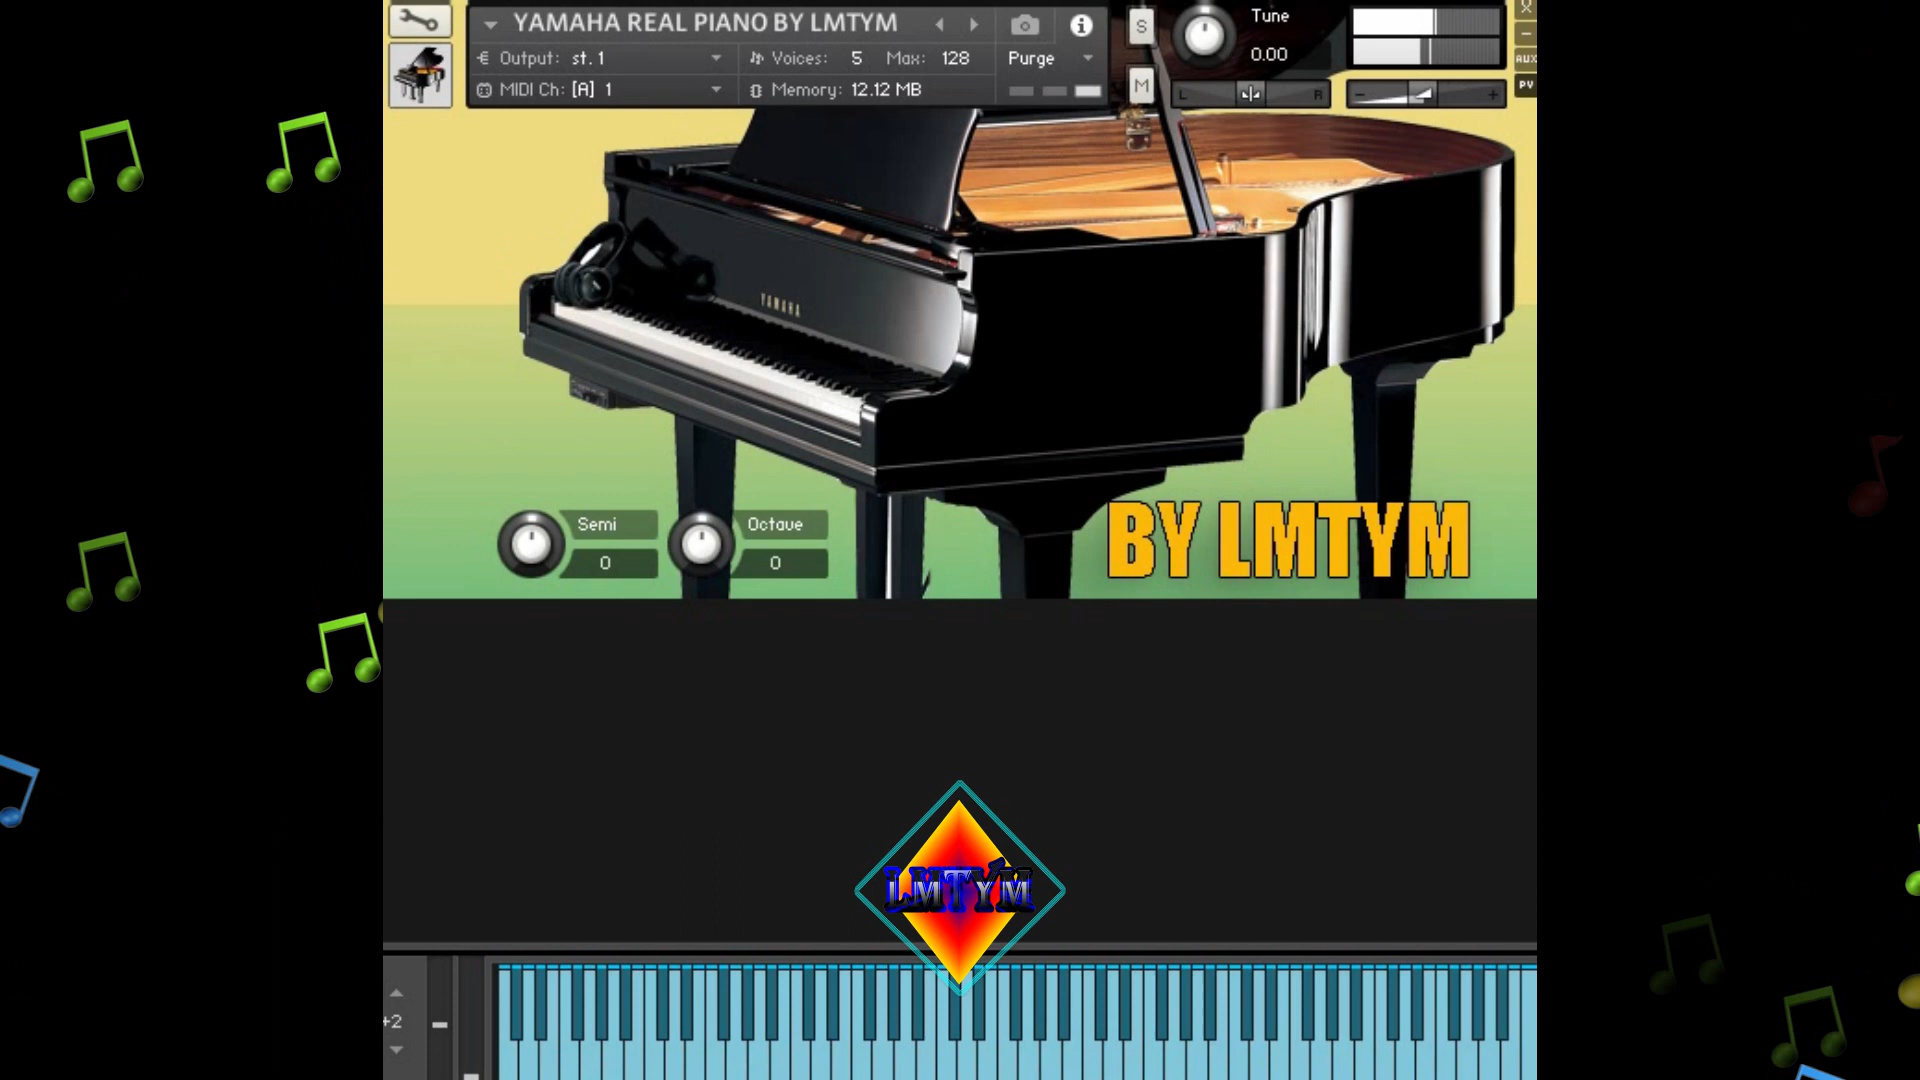 YAMAHA REAL PIANO BY LMTYM
Output: st. 1
Voices: 5 Max: 128
Purge
MIDI Ch: [A] 1
Memory: 12.12 MB
S
M
Tune
0.00
L
R
- +
X
-
AUX
PV
YAMAHA
Semi
0
Octave
0
BY LMTYM
LMTYM
+2